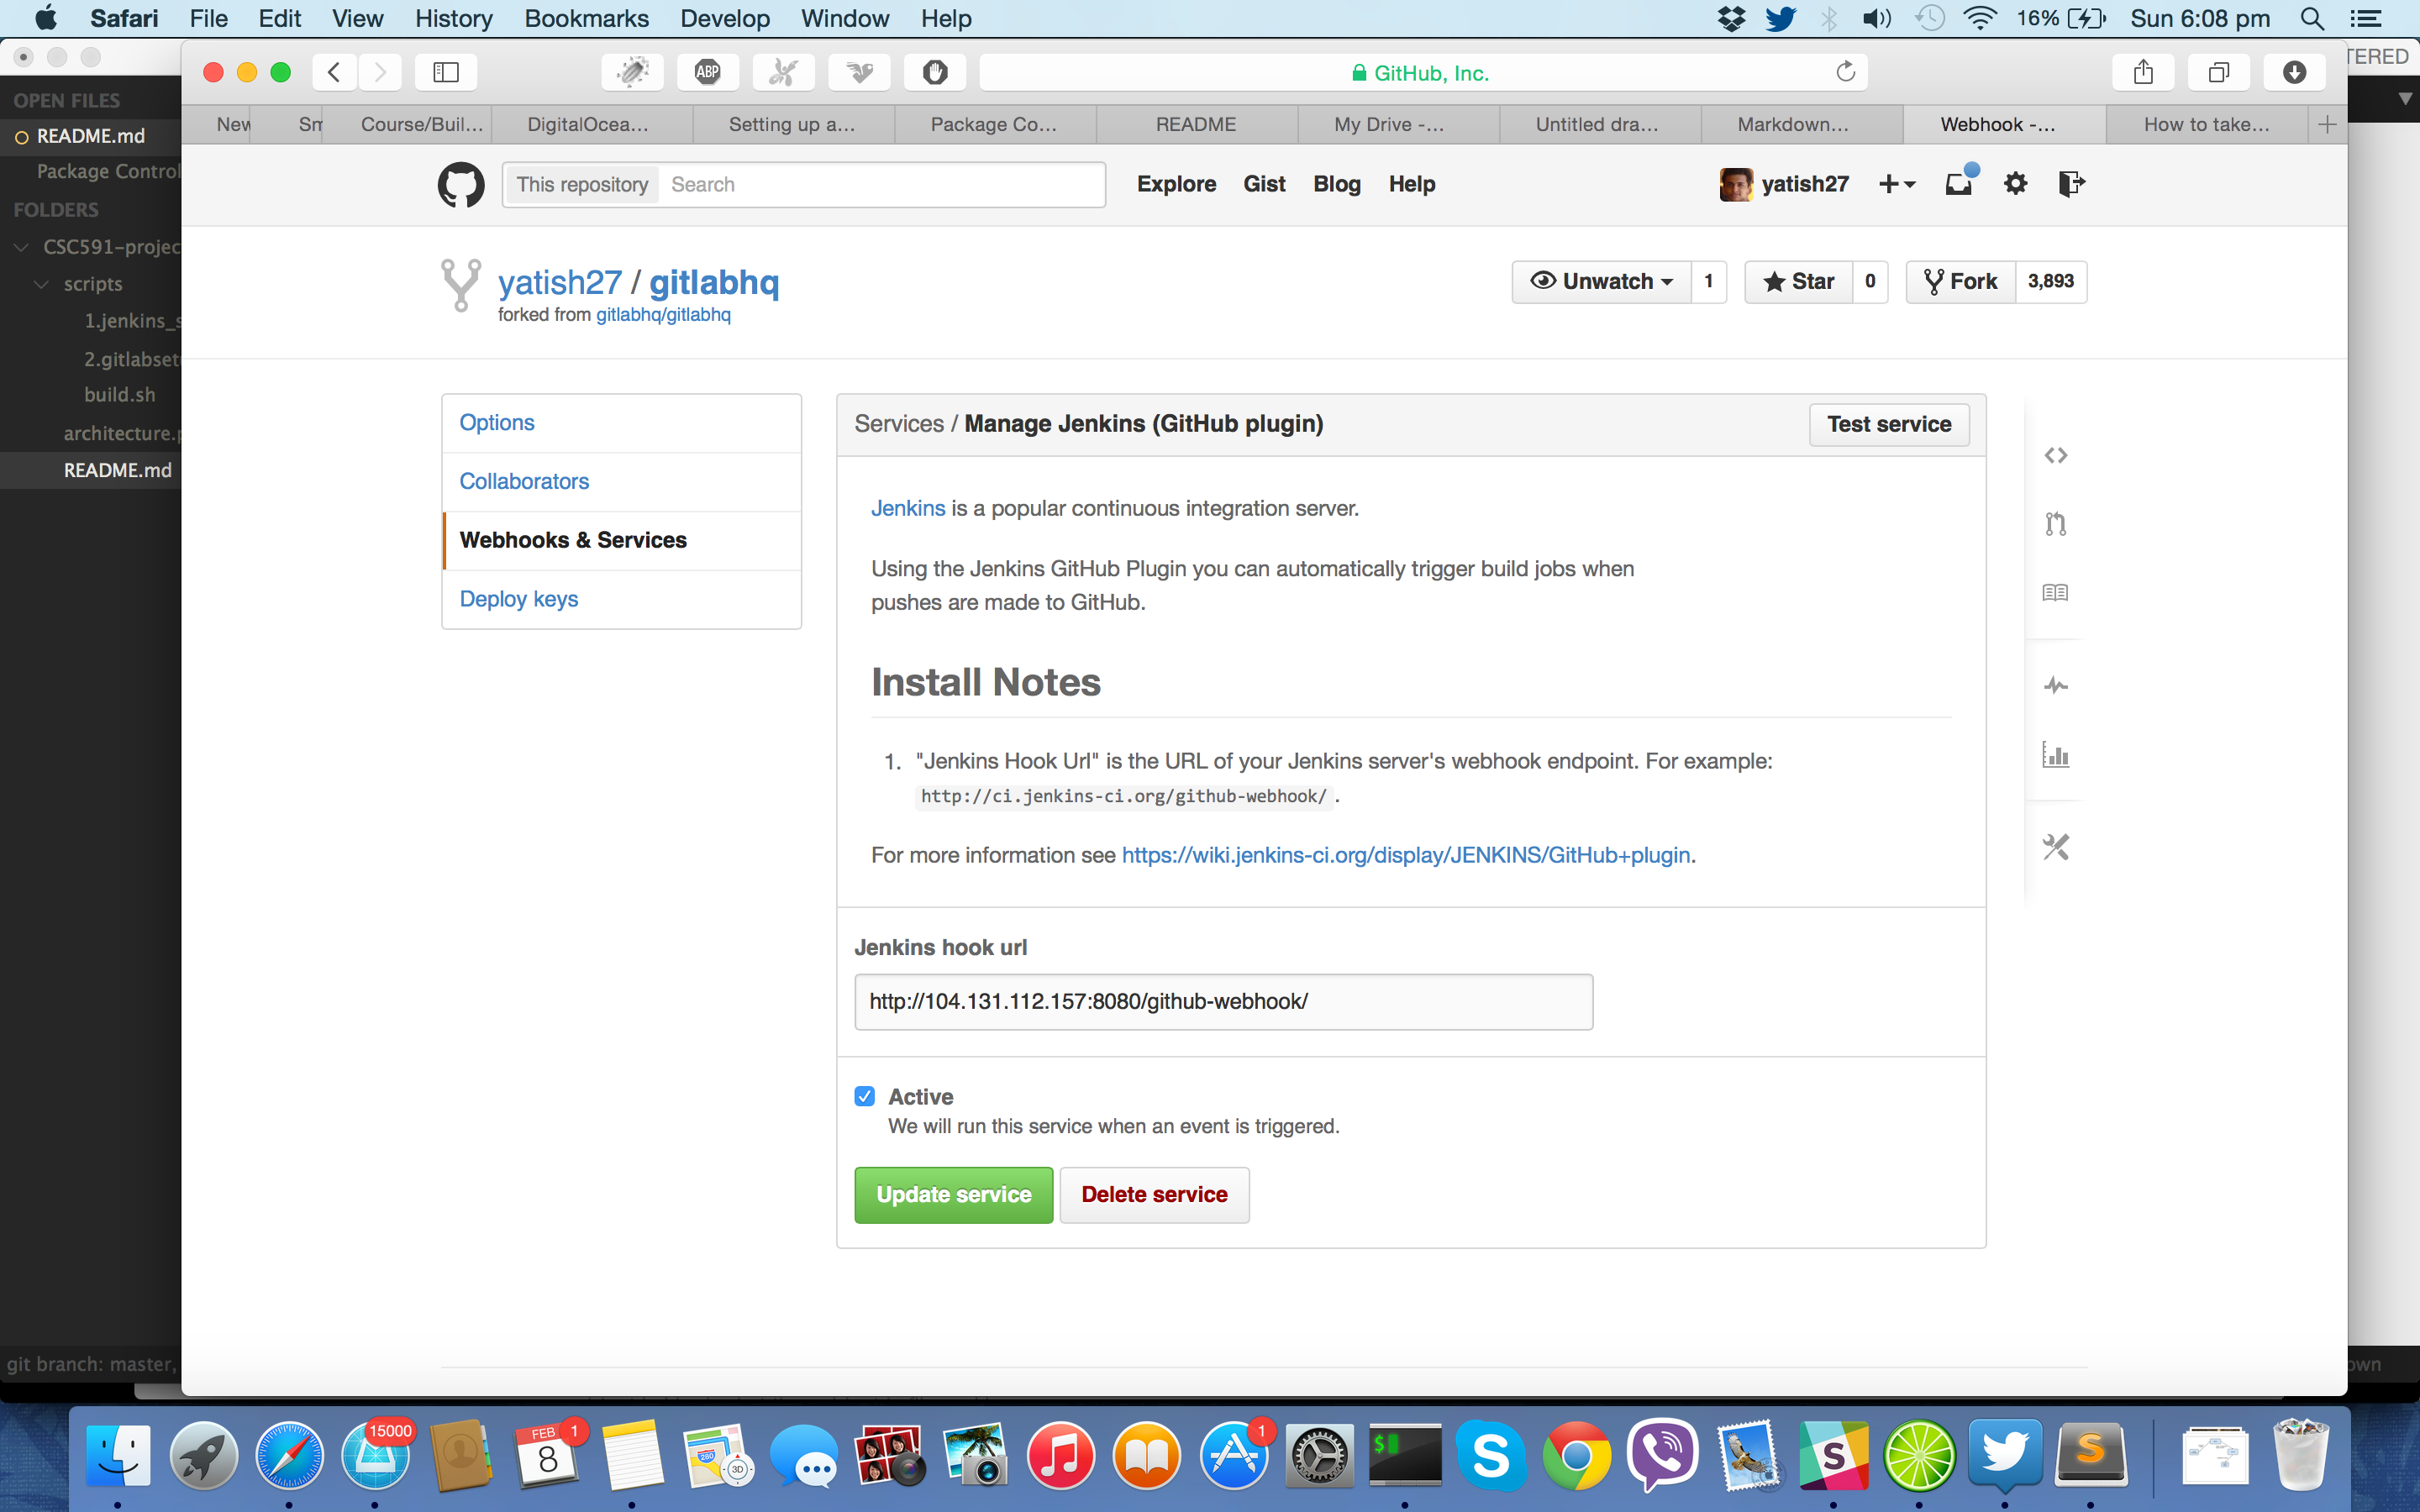 Safari File Edit View History Bookmarks Develop Window Help 16% Sun 6:08 pm
TERED
GitHub, Inc.
ABP
New Sm Course/Buil... DigitalOcea... Setting up a... Package Co... README My Drive -... Untitled dra... Markdown... Webhook -... How to take... +
OPEN FILES
README.md
Package Control
FOLDERS
CSC591-projec
scripts
1.jenkins_s
2.gitlabset
build.sh
architecture.p
README.md
git branch: master,
own
This repository Search Explore Gist Blog Help yatish27
yatish27 / gitlabhq
forked from gitlabhq/gitlabhq
Unwatch 1 Star 0 Fork 3,893
Options
Collaborators
Webhooks & Services
Deploy keys
Services / Manage Jenkins (GitHub plugin) Test service
Jenkins is a popular continuous integration server.
Using the Jenkins GitHub Plugin you can automatically trigger build jobs when
pushes are made to GitHub.
Install Notes
1. "Jenkins Hook Url" is the URL of your Jenkins server's webhook endpoint. For example:
http://ci.jenkins-ci.org/github-webhook/ .
For more information see https://wiki.jenkins-ci.org/display/JENKINS/GitHub+plugin.
Jenkins hook url
http://104.131.112.157:8080/github-webhook/
Active
We will run this service when an event is triggered.
Update service Delete service
15000
FEB
8
1
280
3D
1
$
S
S
S